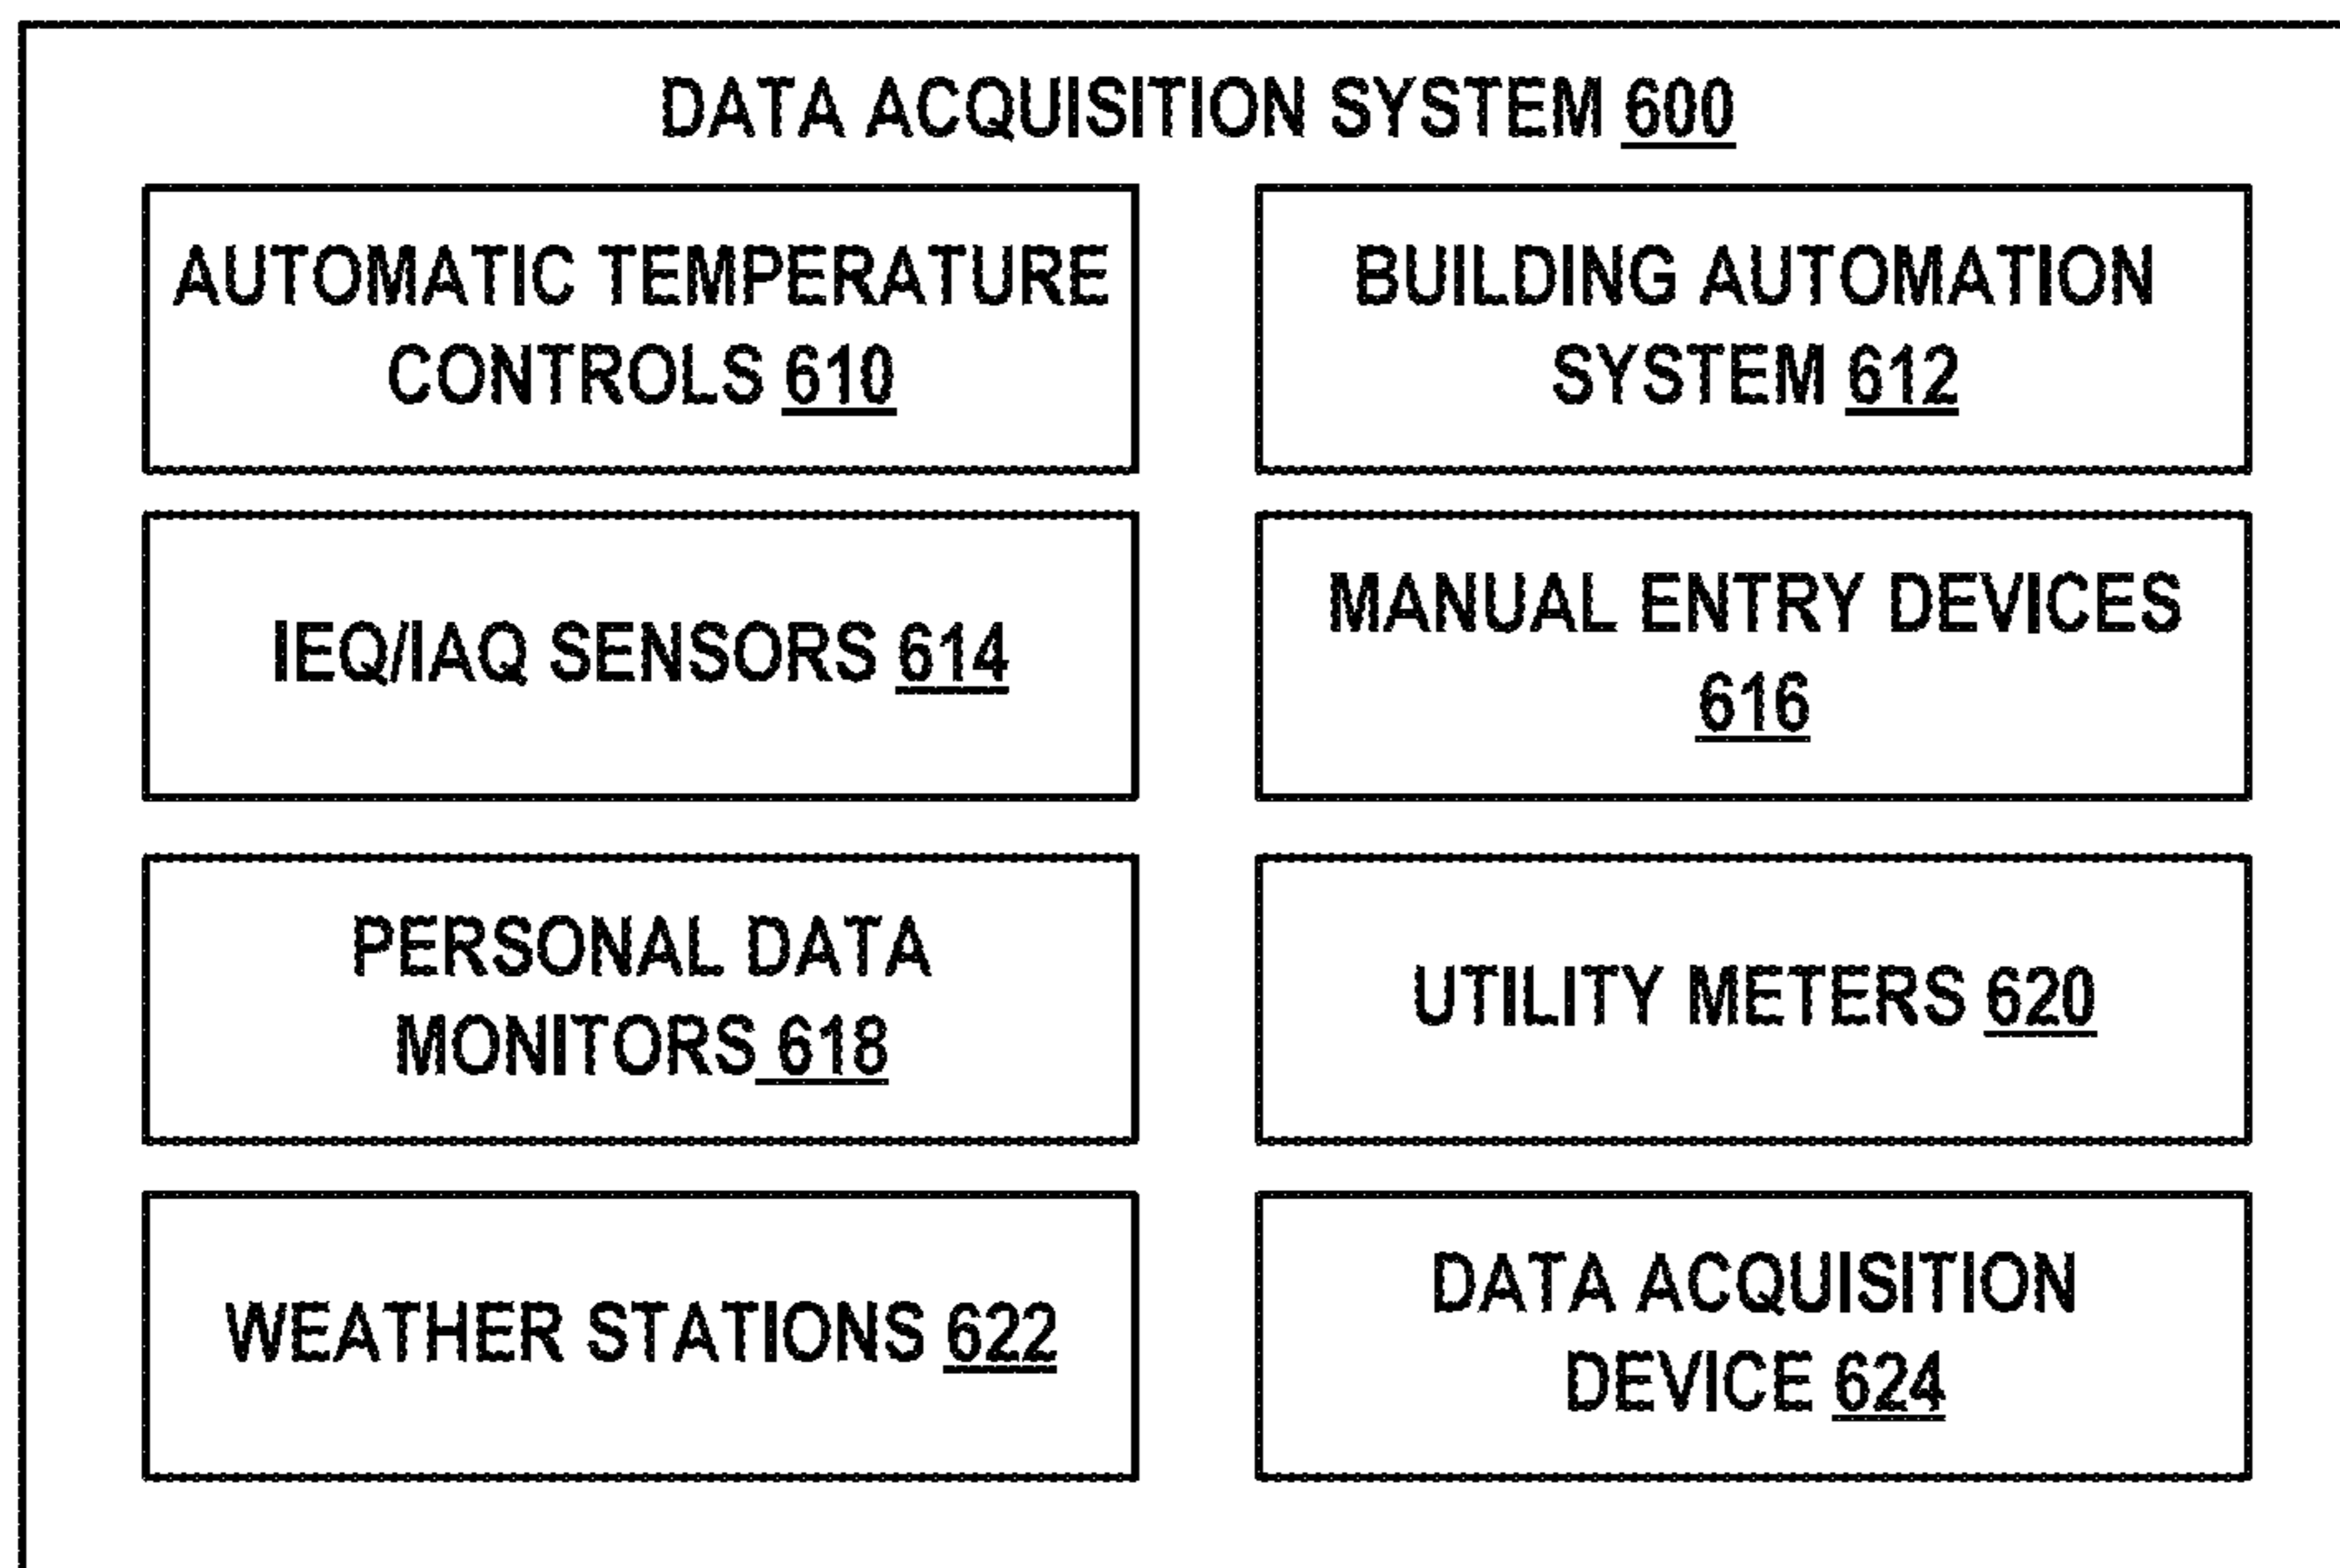 DATA ACQUISITION SYSTEM 600
AUTOMATIC TEMPERATURE
CONTROLS 610
BUILDING AUTOMATION
SYSTEM 612
IEQ/IAQ SENSORS 614
MANUAL ENTRY DEVICES
616
PERSONAL DATA
MONITORS 618
UTILITY METERS 620
WEATHER STATIONS 622
DATA ACQUISITION
DEVICE 624